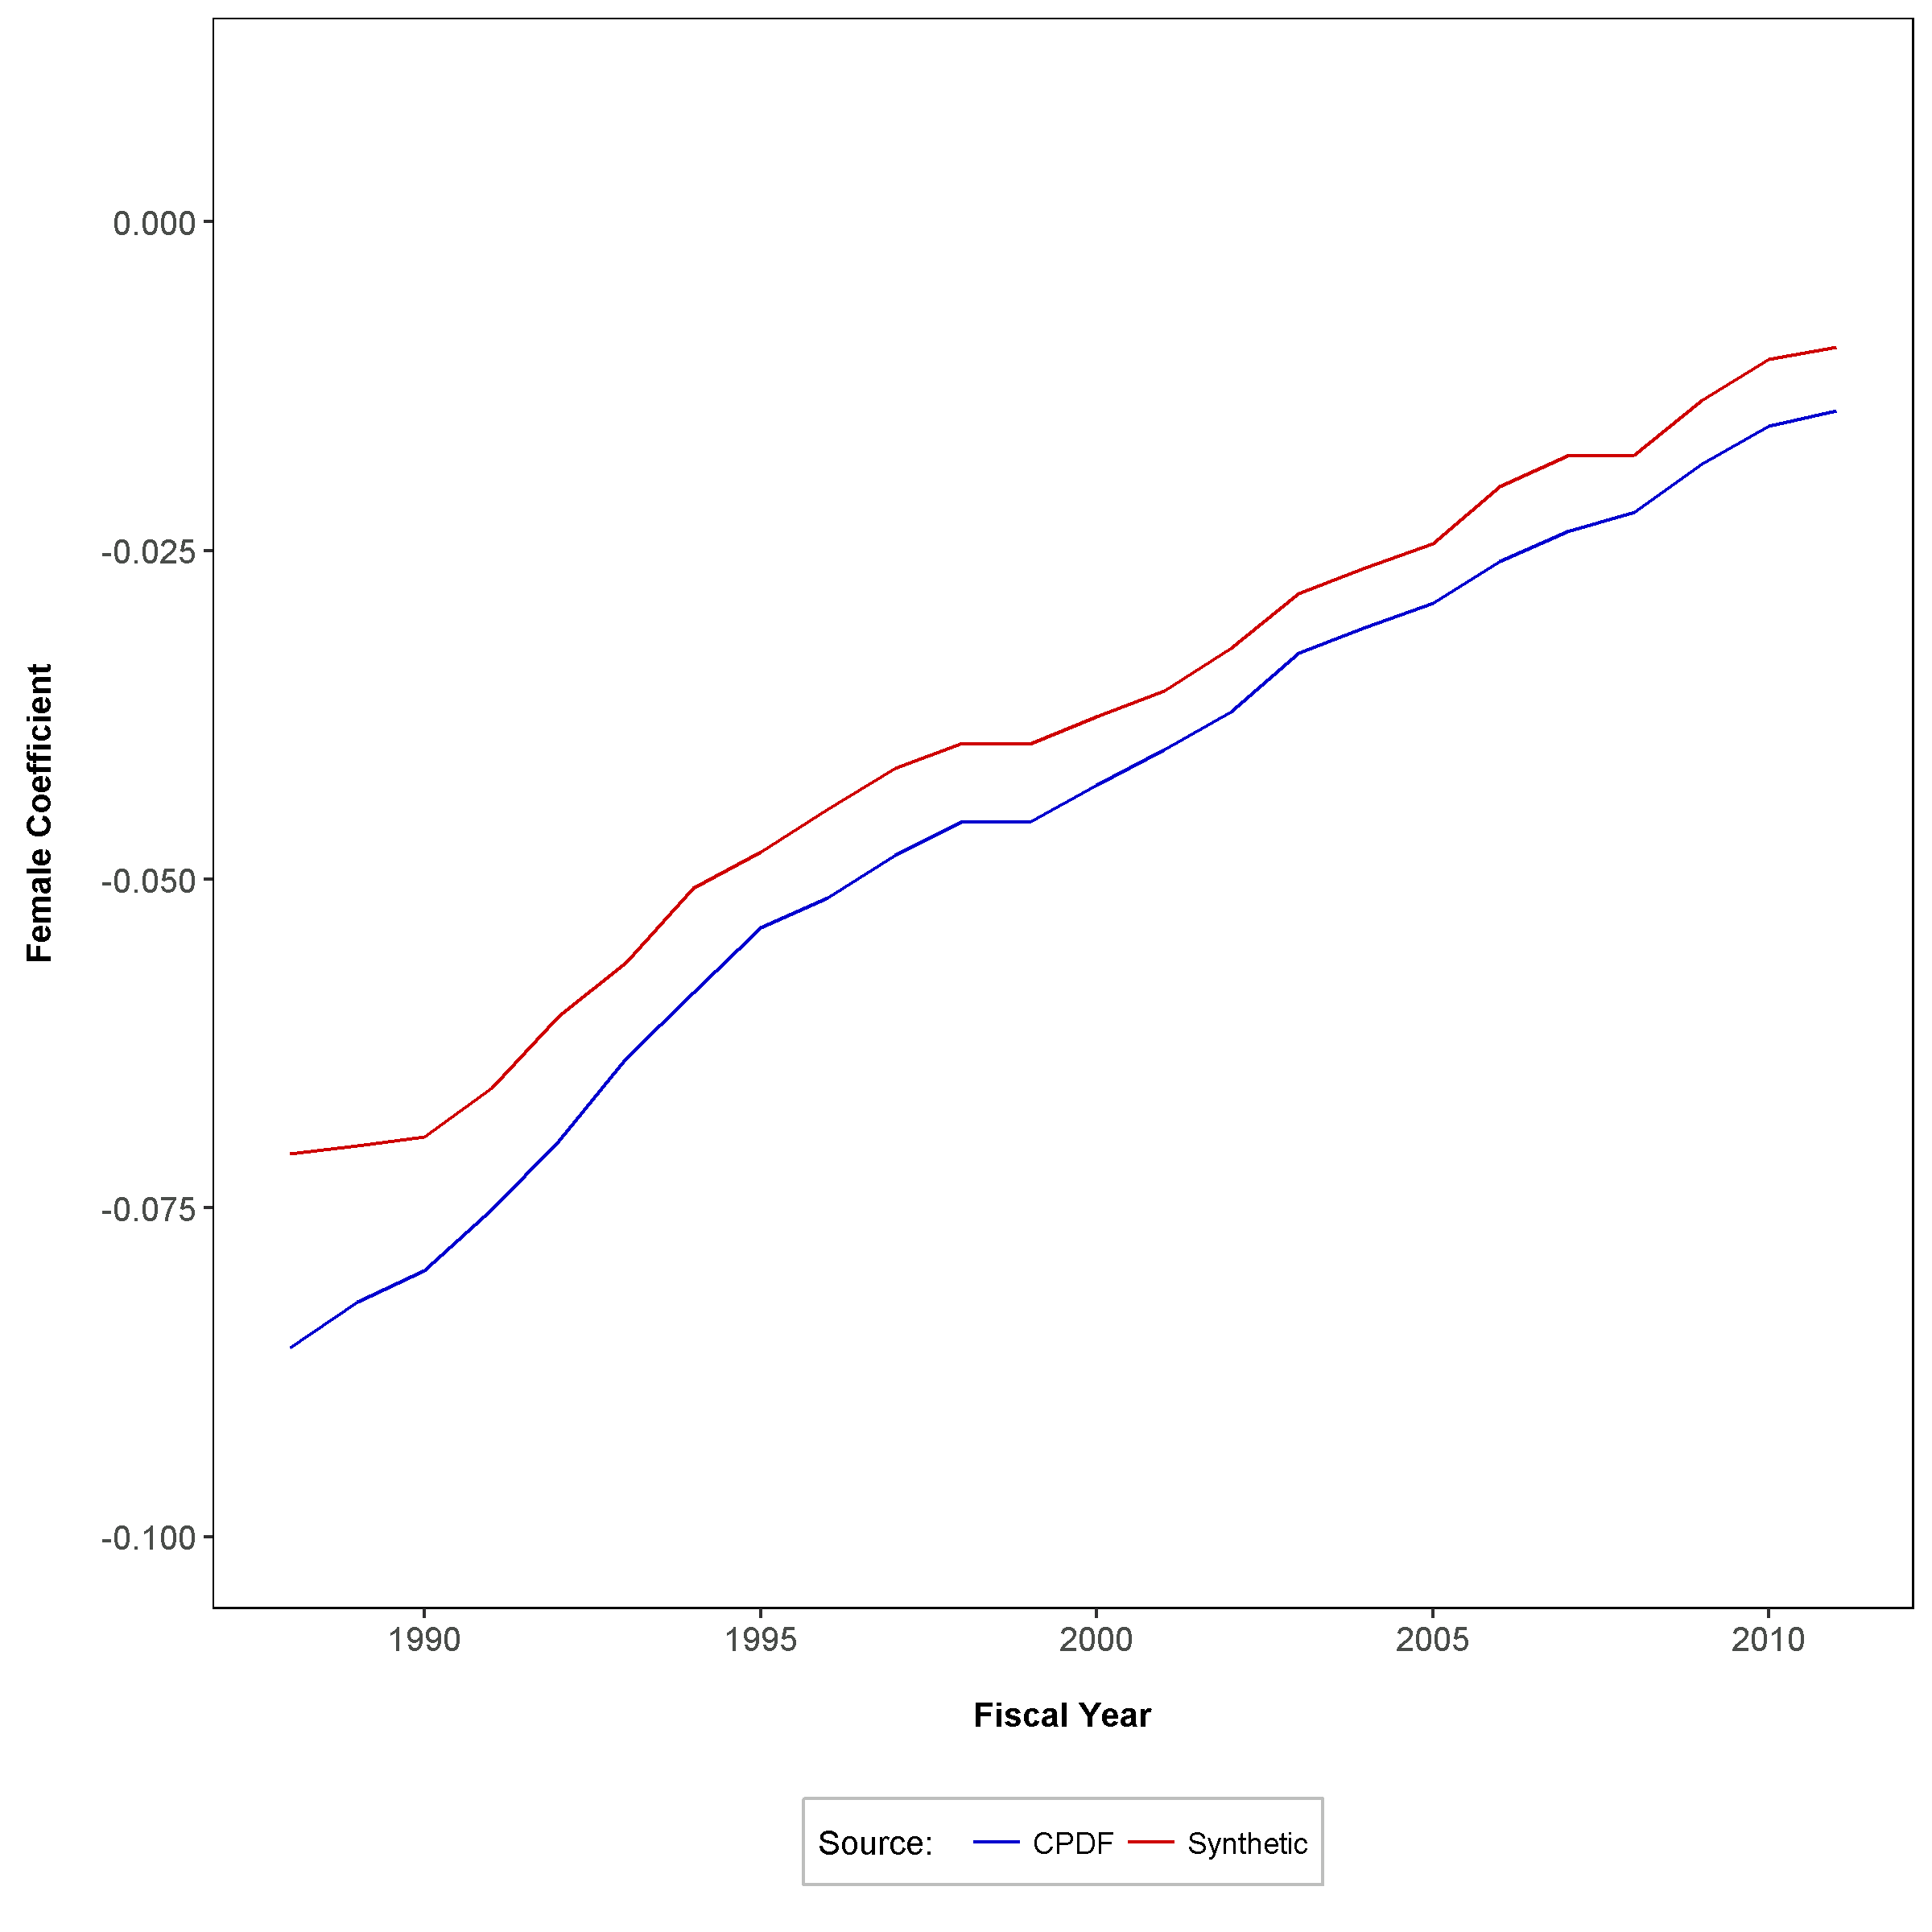 0.000
-0.025
-0.050
-0.075
-0.100
Female Coefficient
1990 1995 2000 2005 2010
Fiscal Year
Source: CPDF Synthetic